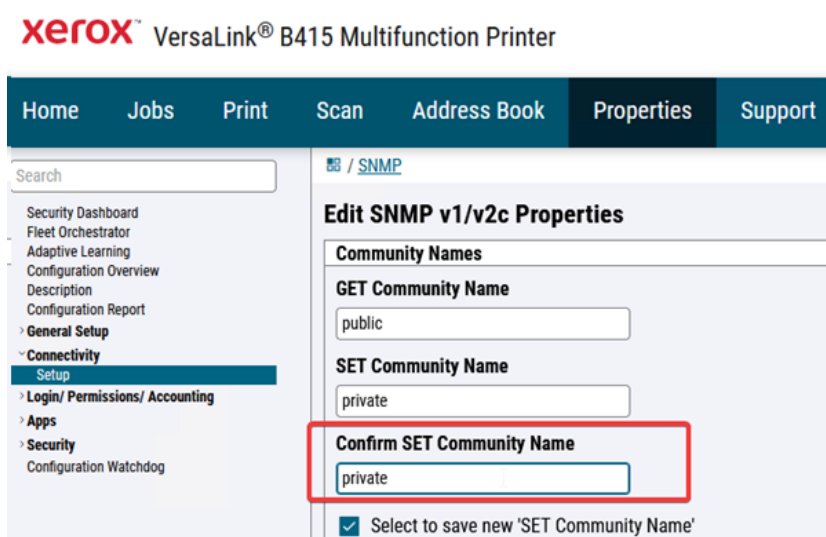 xerox™ VersaLink® B415 Multifunction Printer
Home Jobs Print Scan Address Book Properties Support
Search
Security Dashboard
Fleet Orchestrator
Adaptive Learning
Configuration Overview
Description
Configuration Report
General Setup
Connectivity
Setup
Login/ Permissions/ Accounting
Apps
Security
Configuration Watchdog
/ SNMP
Edit SNMP v1/v2c Properties
Community Names
GET Community Name
public
SET Community Name
private
Confirm SET Community Name
private
Select to save new 'SET Community Name'